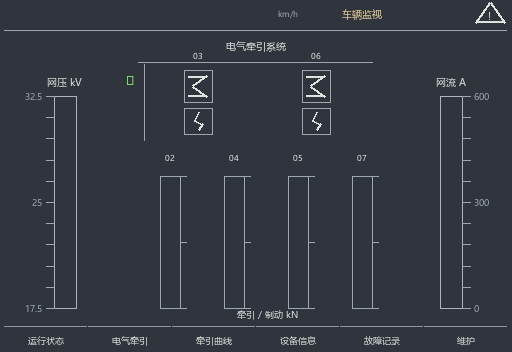 km/h 车辆监视
电气牵引系统
03 06
网压 kV 网流 A
32.5 600
02 04 05 07
25 300
17.5 0
牵引 / 制动 kN
运行状态 电气牵引 牵引曲线 设备信息 故障记录 维护